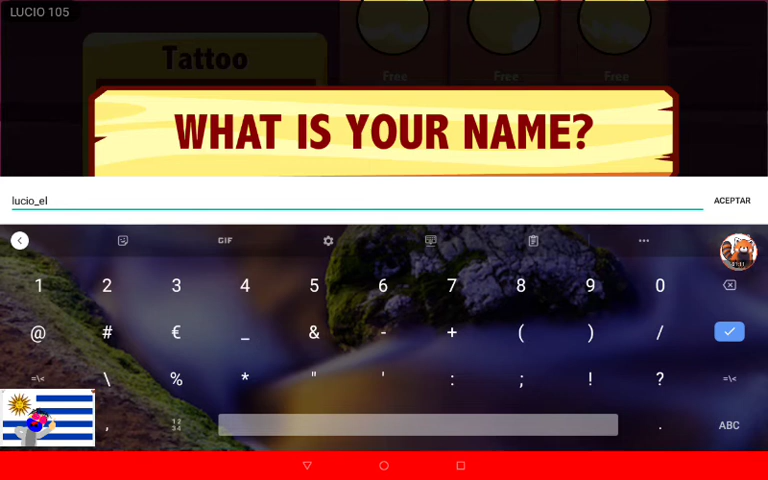 LUCIO 105
Tattoo
Free
Free
Free
WHAT IS YOUR NAME?
lucio_el
ACEPTAR
GIF
1 2 3 4 5 6 7 8 9 0
@ # € _ & - + ( ) /
=\< \ % * " ' : ; ! ? =\<
, 12 34 . ABC